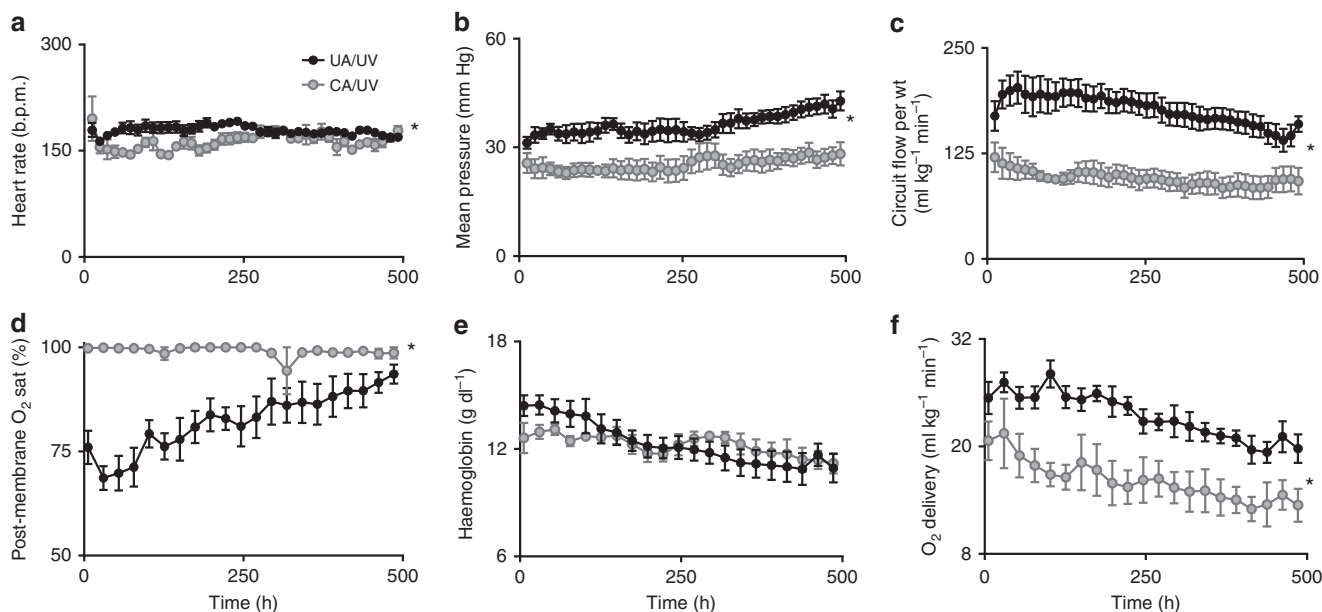 a
Heart rate (b.p.m.)
300
150
0
0
250
500
UA/UV
CA/UV
*
b
Mean pressure (mm Hg)
60
30
0
0
250
500
*
c
Circuit flow per wt
(ml kg⁻¹ min⁻¹)
250
125
0
0
250
500
*
d
Post-membrane O₂ sat (%)
100
75
50
0
250
500
Time (h)
*
e
Haemoglobin (g dl⁻¹)
18
12
6
0
250
500
Time (h)
f
O₂ delivery (ml kg⁻¹ min⁻¹)
32
20
8
0
250
500
Time (h)
*